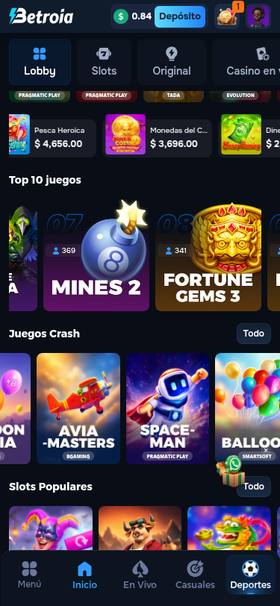 Betroia
$ 0.84 Depósito
1
Lobby
Slots
Original
Casino en
PRAGMATIC PLAY
PRAGMATIC PLAY
TADA
EVOLUTION
Pesca Heroica
$ 4,656.00
Monedas del C...
$ 3,696.00
$ 2
Top 10 juegos
07
369
8
MINES 2
08
341
FORTUNE
GEMS 3
Juegos Crash
Todo
AVIA
-MASTERS
BGAMING
SPACE-
MAN
PRAGMATIC PLAY
BALLOO
SMARTSOFT
Slots Populares
Todo
Menú
Inicio
En Vivo
Casuales
Deportes